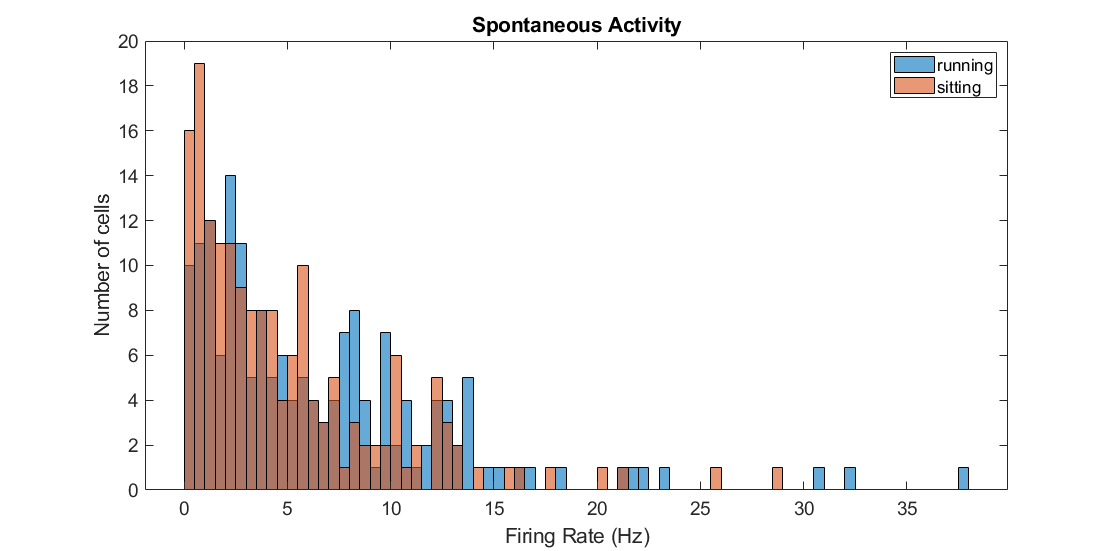 Spontaneous Activity
running
sitting
Number of cells
20
18
16
14
12
10
8
6
4
2
0
0 5 10 15 20 25 30 35
Firing Rate (Hz)